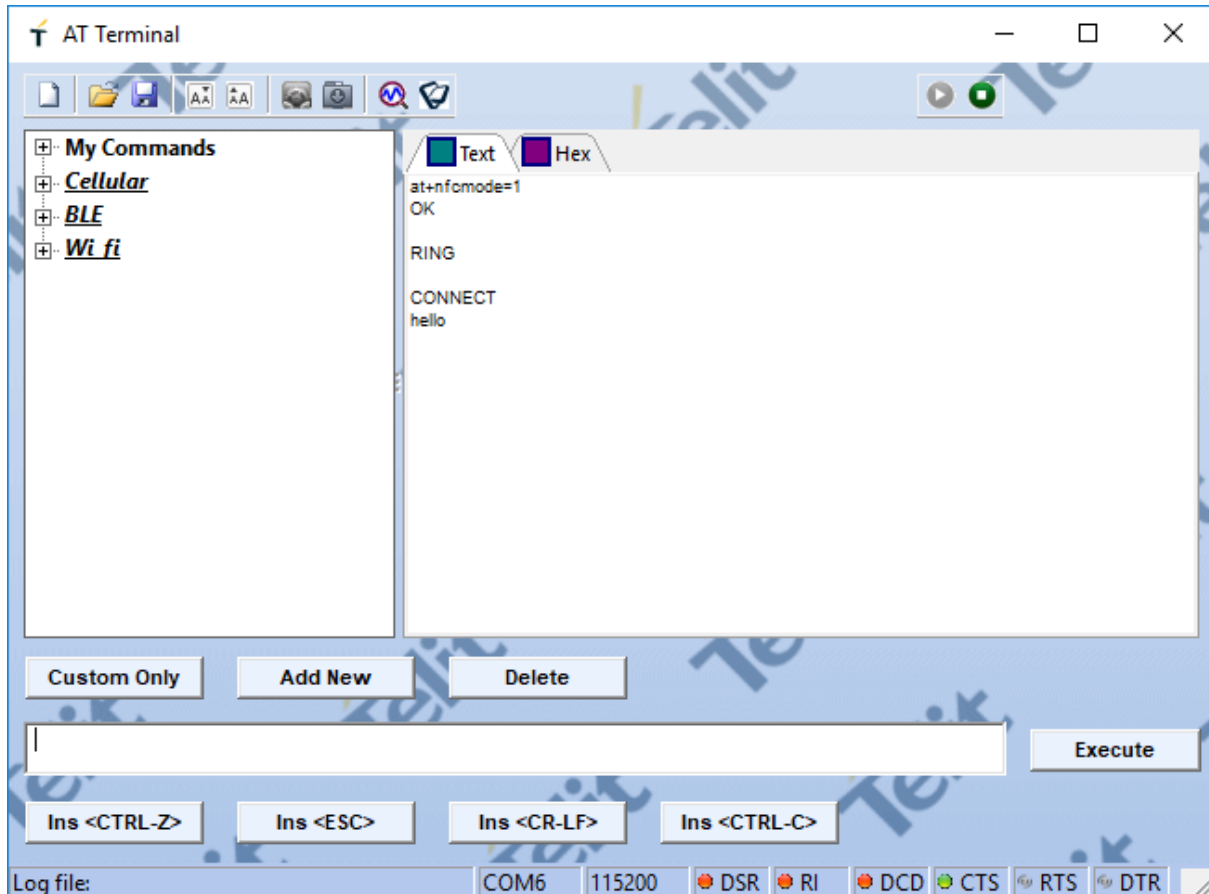 AT Terminal
My Commands
Cellular
BLE
Wi_fi
Text Hex
at+nfcmode=1
OK
RING
CONNECT
hello
Custom Only Add New Delete
Execute
Ins <CTRL-Z> Ins <ESC> Ins <CR-LF> Ins <CTRL-C>
Log file: COM6 115200 DSR RI DCD CTS RTS DTR
Telit